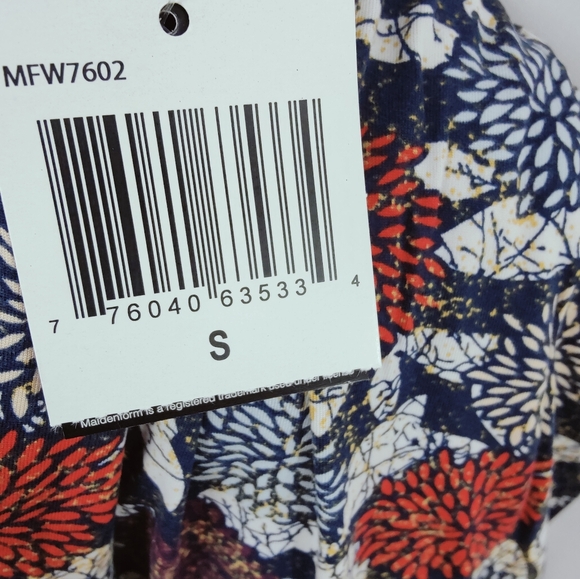 MFW7602
7 76040 63533 4
S
Maidenform is a registered trademark used under license